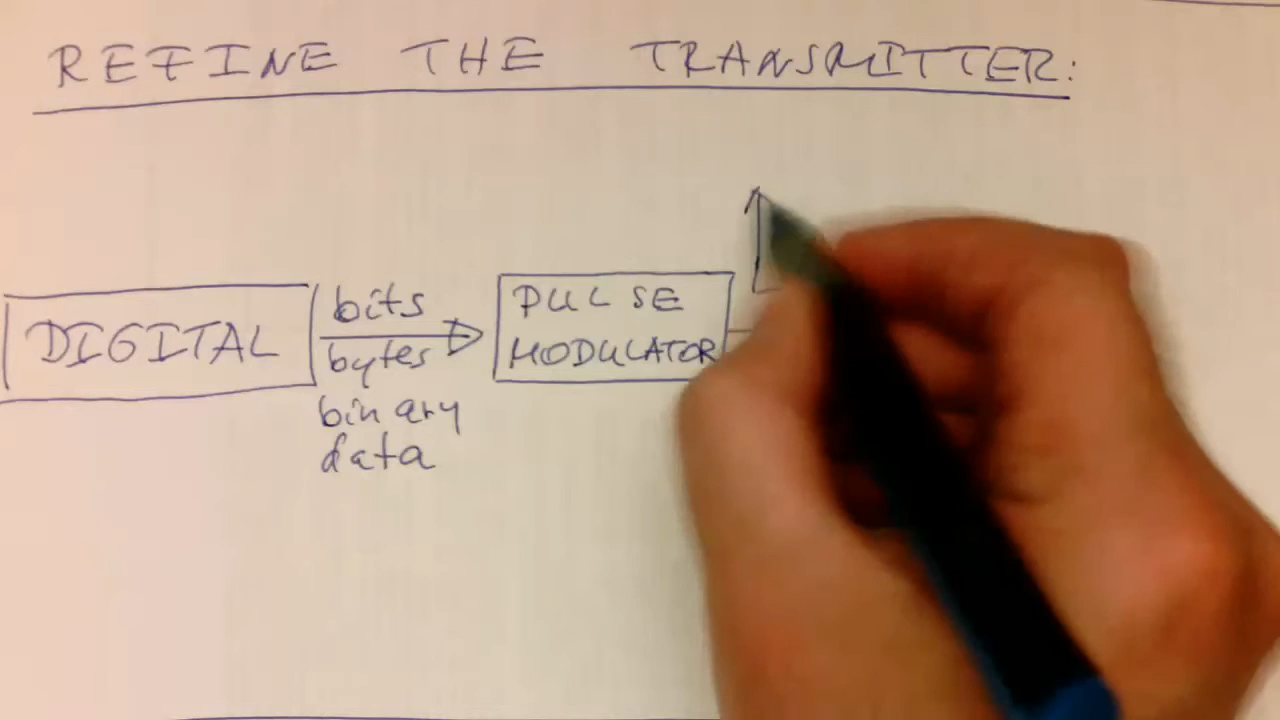 REFINE THE TRANSMITTER:
DIGITAL
bits
bytes
binary
data
PULSE
MODULATOR